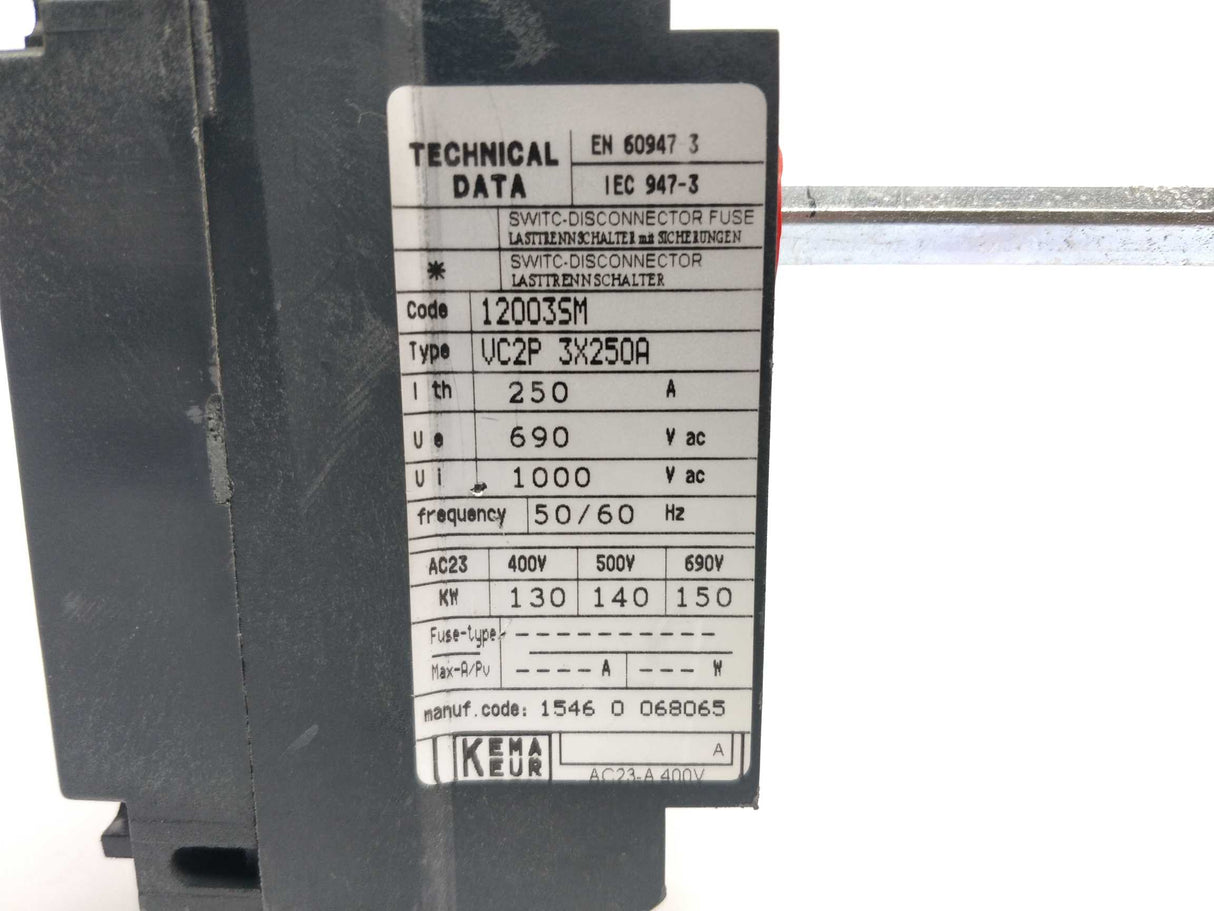 TECHNICAL DATA
EN 60947 3
IEC 947-3
SWITC-DISCONNECTOR FUSE
LASTTRENNSCHALTER mit SICHERUNGEN
* SWITC-DISCONNECTOR
LASTTRENNSCHALTER
Code 12003SM
Type VC2P 3X250A
I th 250 A
U e 690 V ac
U i 1000 V ac
frequency 50/60 Hz
AC23 400V 500V 690V
KW 130 140 150
Fuse-type ----------
Max-A/Pv ---- A --- W
manuf.code: 1546 0 068065
KEMA KEUR A
AC23-A 400V